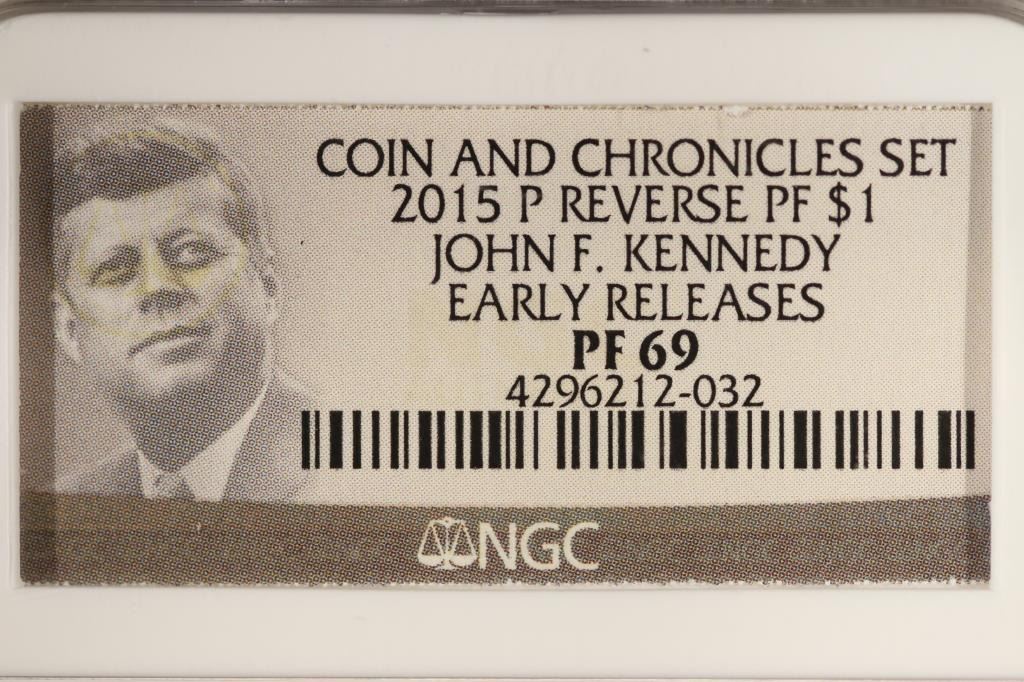 COIN AND CHRONICLES SET
2015 P REVERSE PF $1
JOHN F. KENNEDY
EARLY RELEASES
PF 69
4296212-032
NGC